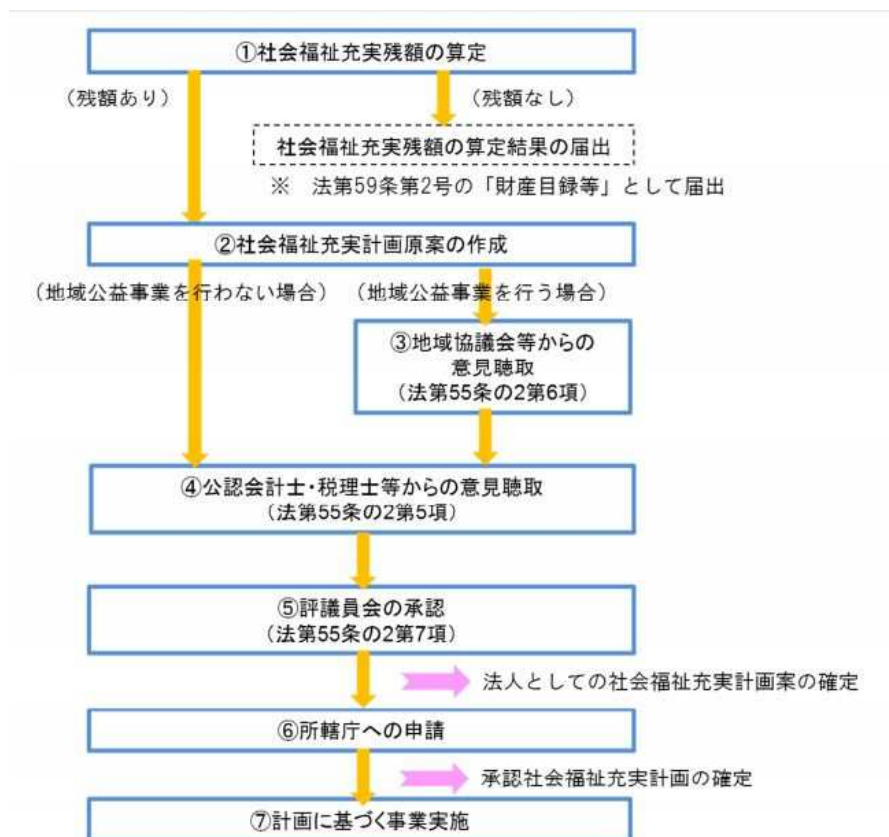 ①社会福祉充実残額の算定
（残額あり）
（残額なし）
社会福祉充実残額の算定結果の届出
※　法第59条第2号の「財産目録等」として届出
②社会福祉充実計画原案の作成
（地域公益事業を行わない場合）
（地域公益事業を行う場合）
③地域協議会等からの
意見聴取
（法第55条の2第6項）
④公認会計士・税理士等からの意見聴取
（法第55条の2第5項）
⑤評議員会の承認
（法第55条の2第7項）
法人としての社会福祉充実計画案の確定
⑥所轄庁への申請
承認社会福祉充実計画の確定
⑦計画に基づく事業実施